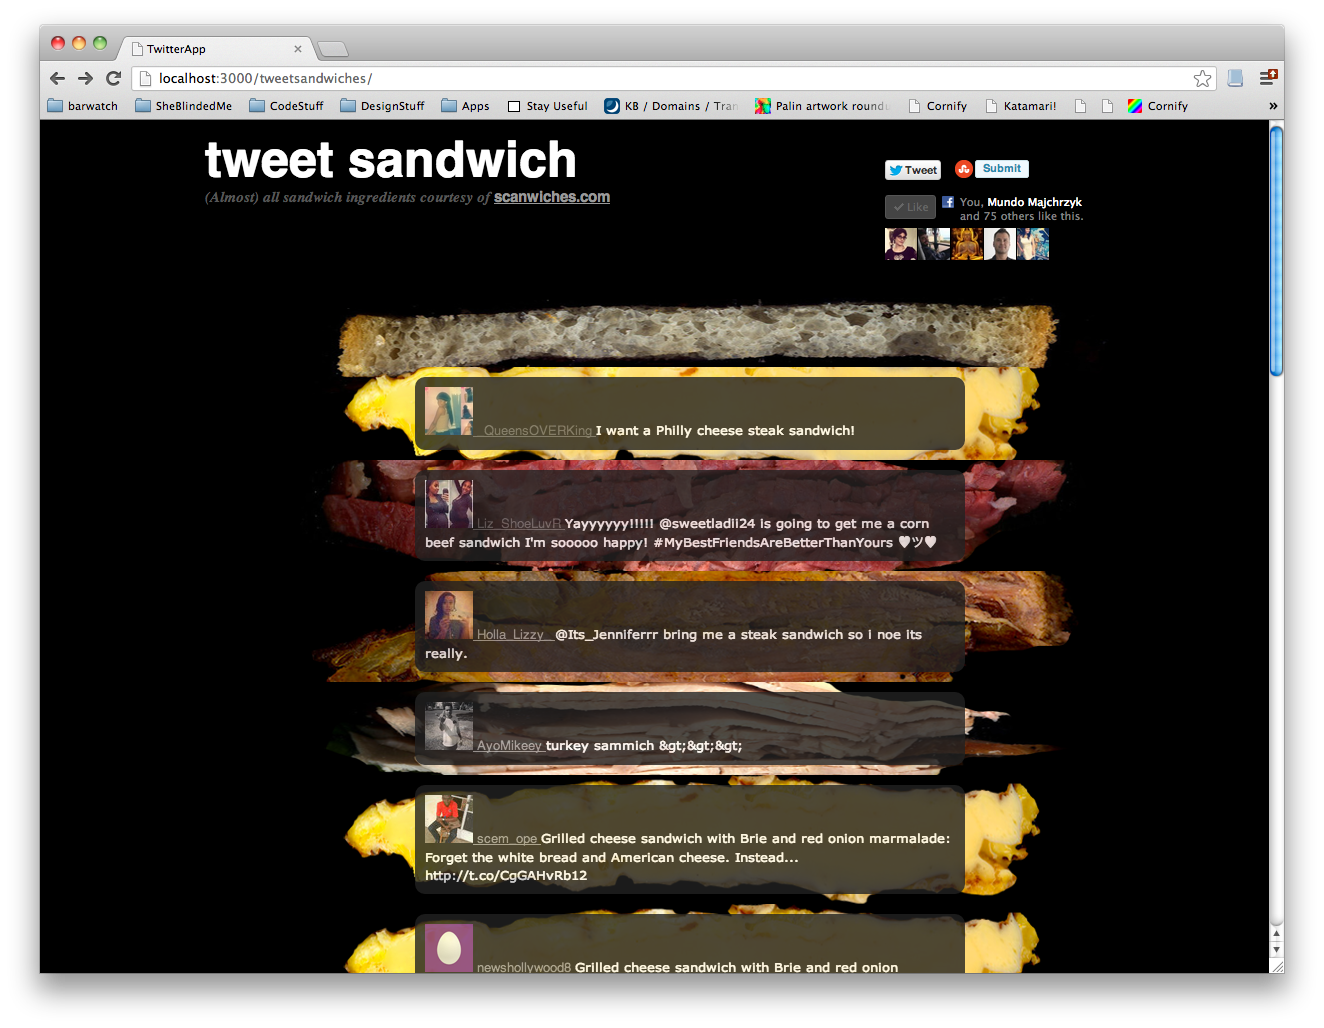 TwitterApp
localhost:3000/tweetsandwiches/
barwatch SheBlindedMe CodeStuff DesignStuff Apps Stay Useful KB / Domains / Tran Palin artwork roundu Cornify Katamari! Cornify »
tweet sandwich
(Almost) all sandwich ingredients courtesy of scanwiches.com
Tweet Submit
Like You, Mundo Majchrzyk
and 75 others like this.
_QueensOVERKing I want a Philly cheese steak sandwich!
Liz_ShoeLuvR Yayyyyyy!!!!! @sweetladii24 is going to get me a corn
beef sandwich I'm sooooo happy! #MyBestFriendsAreBetterThanYours ♥ツ♥
Holla_Lizzy_ @Its_Jenniferrr bring me a steak sandwich so i noe its
really.
AyoMikeey turkey sammich &gt;&gt;&gt;
scem_ope Grilled cheese sandwich with Brie and red onion marmalade:
Forget the white bread and American cheese. Instead...
http://t.co/CgGAHvRb12
newshollywood8 Grilled cheese sandwich with Brie and red onion